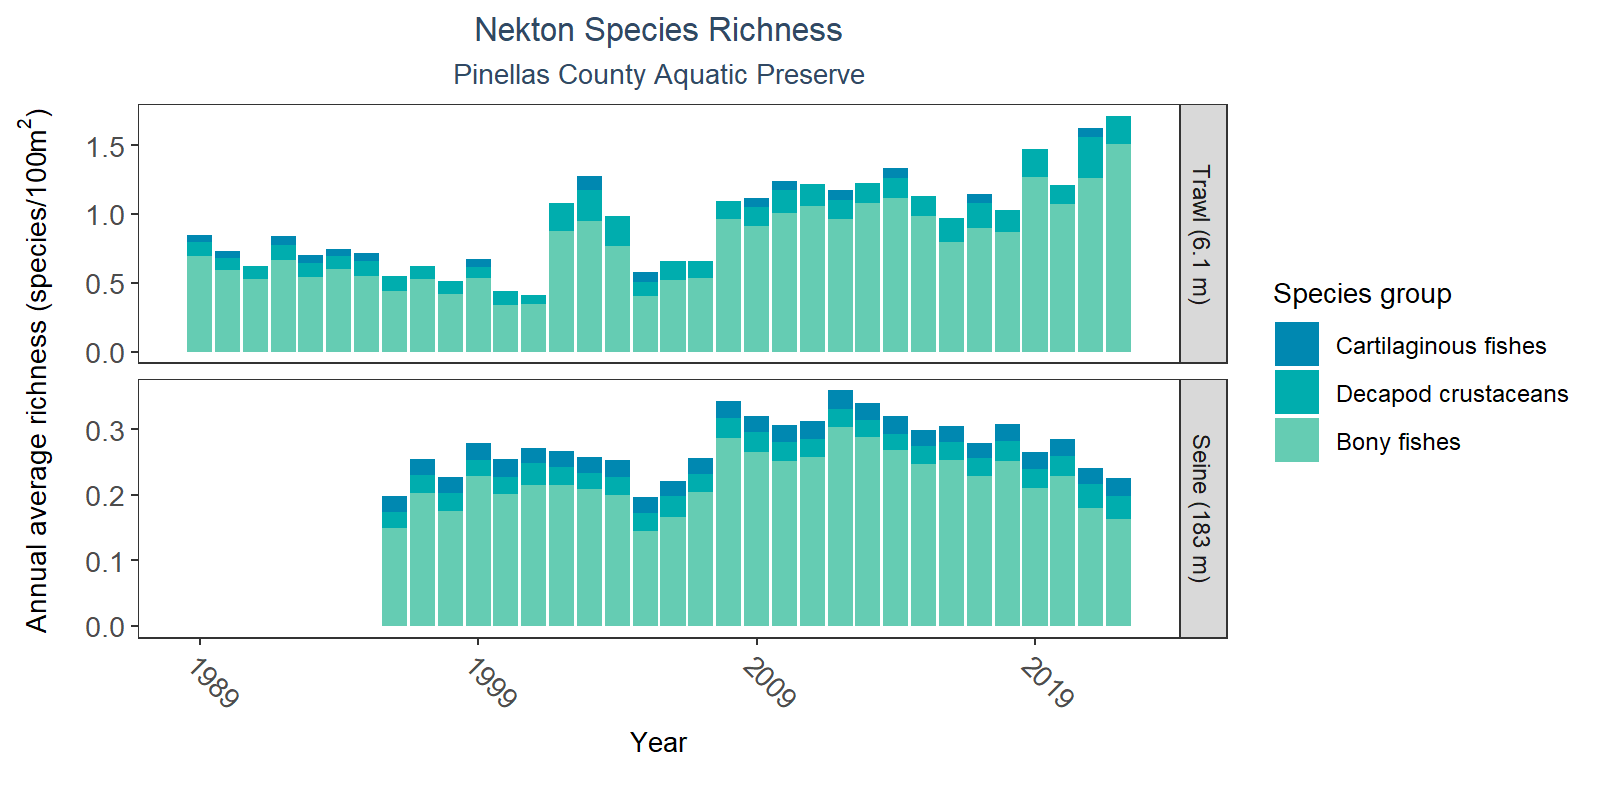 Nekton Species Richness
Pinellas County Aquatic Preserve
Annual average richness (species/100m²)
1.5
1.0
0.5
0.0
Trawl (6.1 m)
0.3
0.2
0.1
0.0
Seine (183 m)
1989
1999
2009
2019
Year
Species group
Cartilaginous fishes
Decapod crustaceans
Bony fishes